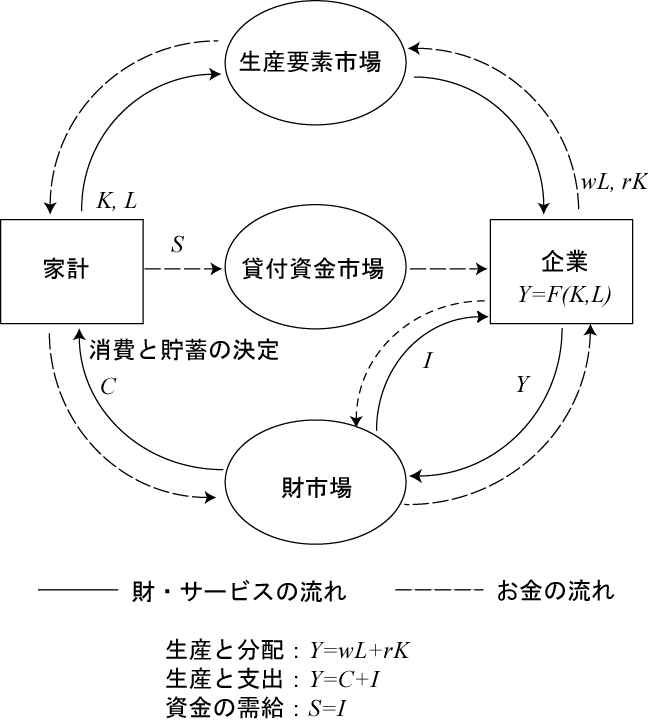 生産要素市場
K, L
wL, rK
家計
S
貸付資金市場
企業
Y=F(K,L)
消費と貯蓄の決定
C
I
Y
財市場
財・サービスの流れ
お金の流れ
生産と分配：Y=wL+rK
生産と支出：Y=C+I
資金の需給：S=I